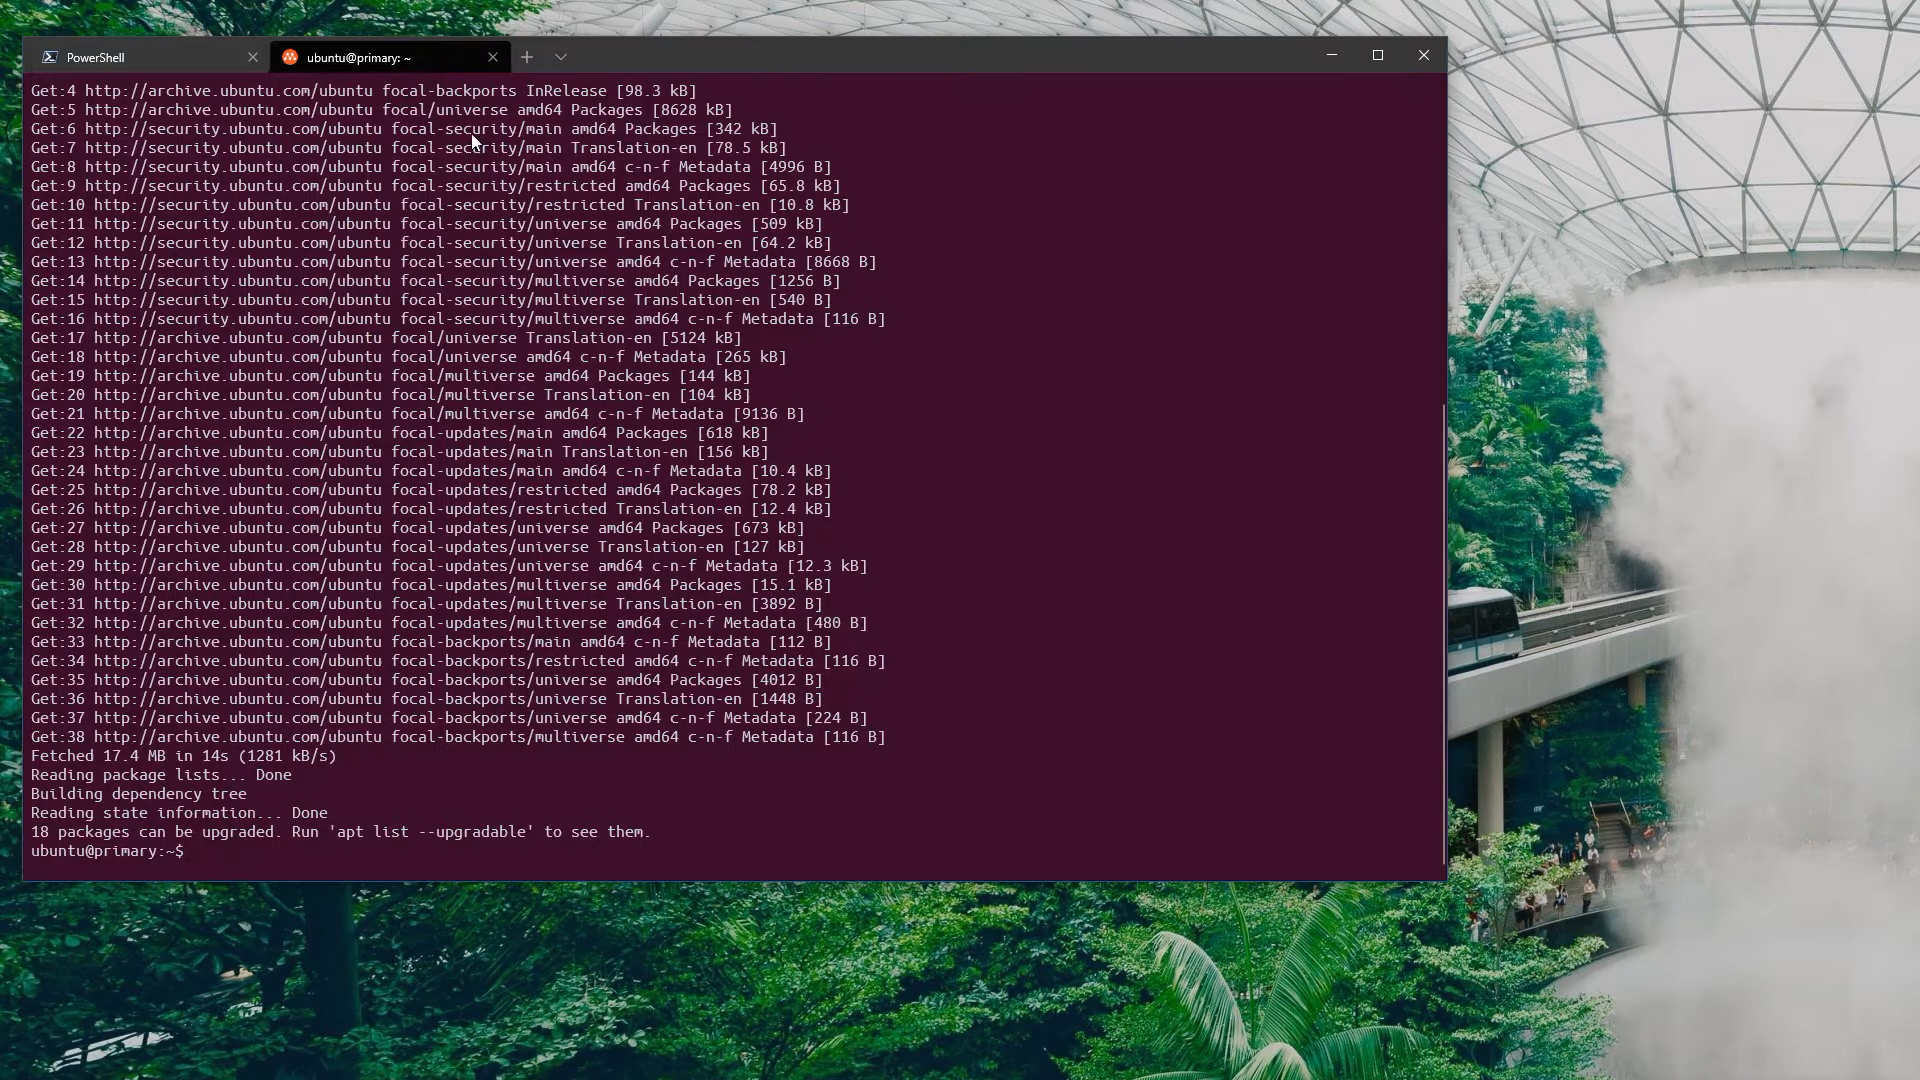 PowerShell
ubuntu@primary: ~
Get:4 http://archive.ubuntu.com/ubuntu focal-backports InRelease [98.3 kB]
Get:5 http://archive.ubuntu.com/ubuntu focal/universe amd64 Packages [8628 kB]
Get:6 http://security.ubuntu.com/ubuntu focal-security/main amd64 Packages [342 kB]
Get:7 http://security.ubuntu.com/ubuntu focal-security/main Translation-en [78.5 kB]
Get:8 http://security.ubuntu.com/ubuntu focal-security/main amd64 c-n-f Metadata [4996 B]
Get:9 http://security.ubuntu.com/ubuntu focal-security/restricted amd64 Packages [65.8 kB]
Get:10 http://security.ubuntu.com/ubuntu focal-security/restricted Translation-en [10.8 kB]
Get:11 http://security.ubuntu.com/ubuntu focal-security/universe amd64 Packages [509 kB]
Get:12 http://security.ubuntu.com/ubuntu focal-security/universe Translation-en [64.2 kB]
Get:13 http://security.ubuntu.com/ubuntu focal-security/universe amd64 c-n-f Metadata [8668 B]
Get:14 http://security.ubuntu.com/ubuntu focal-security/multiverse amd64 Packages [1256 B]
Get:15 http://security.ubuntu.com/ubuntu focal-security/multiverse Translation-en [540 B]
Get:16 http://security.ubuntu.com/ubuntu focal-security/multiverse amd64 c-n-f Metadata [116 B]
Get:17 http://archive.ubuntu.com/ubuntu focal/universe Translation-en [5124 kB]
Get:18 http://archive.ubuntu.com/ubuntu focal/universe amd64 c-n-f Metadata [265 kB]
Get:19 http://archive.ubuntu.com/ubuntu focal/multiverse amd64 Packages [144 kB]
Get:20 http://archive.ubuntu.com/ubuntu focal/multiverse Translation-en [104 kB]
Get:21 http://archive.ubuntu.com/ubuntu focal/multiverse amd64 c-n-f Metadata [9136 B]
Get:22 http://archive.ubuntu.com/ubuntu focal-updates/main amd64 Packages [618 kB]
Get:23 http://archive.ubuntu.com/ubuntu focal-updates/main Translation-en [156 kB]
Get:24 http://archive.ubuntu.com/ubuntu focal-updates/main amd64 c-n-f Metadata [10.4 kB]
Get:25 http://archive.ubuntu.com/ubuntu focal-updates/restricted amd64 Packages [78.2 kB]
Get:26 http://archive.ubuntu.com/ubuntu focal-updates/restricted Translation-en [12.4 kB]
Get:27 http://archive.ubuntu.com/ubuntu focal-updates/universe amd64 Packages [673 kB]
Get:28 http://archive.ubuntu.com/ubuntu focal-updates/universe Translation-en [127 kB]
Get:29 http://archive.ubuntu.com/ubuntu focal-updates/universe amd64 c-n-f Metadata [12.3 kB]
Get:30 http://archive.ubuntu.com/ubuntu focal-updates/multiverse amd64 Packages [15.1 kB]
Get:31 http://archive.ubuntu.com/ubuntu focal-updates/multiverse Translation-en [3892 B]
Get:32 http://archive.ubuntu.com/ubuntu focal-updates/multiverse amd64 c-n-f Metadata [480 B]
Get:33 http://archive.ubuntu.com/ubuntu focal-backports/main amd64 c-n-f Metadata [112 B]
Get:34 http://archive.ubuntu.com/ubuntu focal-backports/restricted amd64 c-n-f Metadata [116 B]
Get:35 http://archive.ubuntu.com/ubuntu focal-backports/universe amd64 Packages [4012 B]
Get:36 http://archive.ubuntu.com/ubuntu focal-backports/universe Translation-en [1448 B]
Get:37 http://archive.ubuntu.com/ubuntu focal-backports/universe amd64 c-n-f Metadata [224 B]
Get:38 http://archive.ubuntu.com/ubuntu focal-backports/multiverse amd64 c-n-f Metadata [116 B]
Fetched 17.4 MB in 14s (1281 kB/s)
Reading package lists... Done
Building dependency tree
Reading state information... Done
18 packages can be upgraded. Run 'apt list --upgradable' to see them.
ubuntu@primary:~$